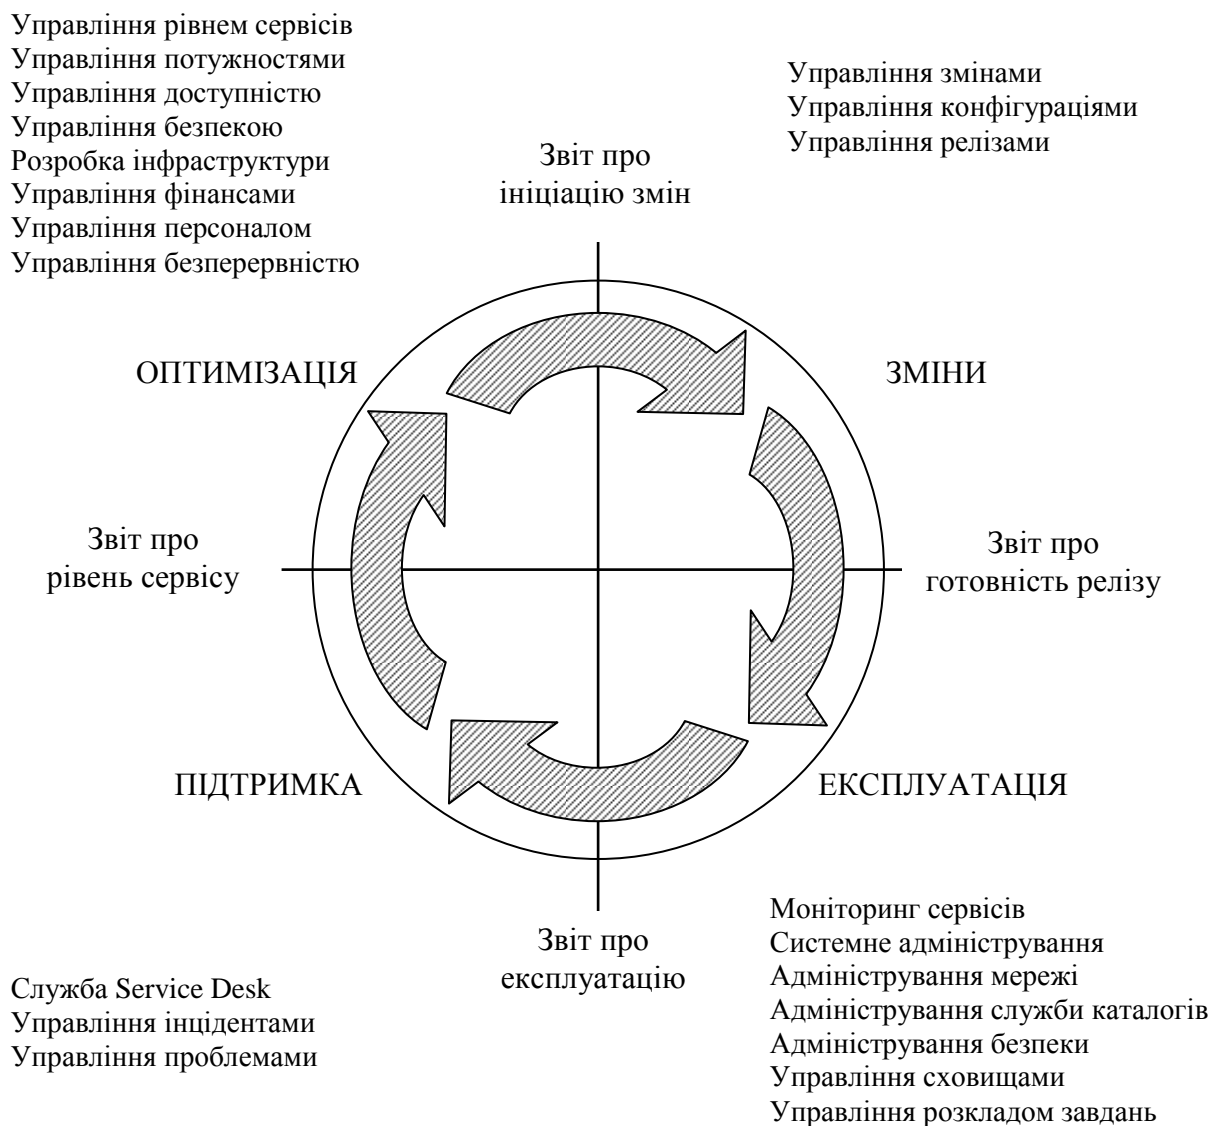 Управління рівнем сервісів
Управління потужностями
Управління доступністю
Управління безпекою
Розробка інфраструктури
Управління фінансами
Управління персоналом
Управління безперервністю
Управління змінами
Управління конфігураціями
Управління релізами
Звіт про
ініціацію змін
ОПТИМІЗАЦІЯ
ЗМІНИ
Звіт про
рівень сервісу
Звіт про
готовність релізу
ПІДТРИМКА
ЕКСПЛУАТАЦІЯ
Звіт про
експлуатацію
Служба Service Desk
Управління інцідентами
Управління проблемами
Моніторинг сервісів
Системне адміністрування
Адміністрування мережі
Адміністрування служби каталогів
Адміністрування безпеки
Управління сховищами
Управління розкладом завдань